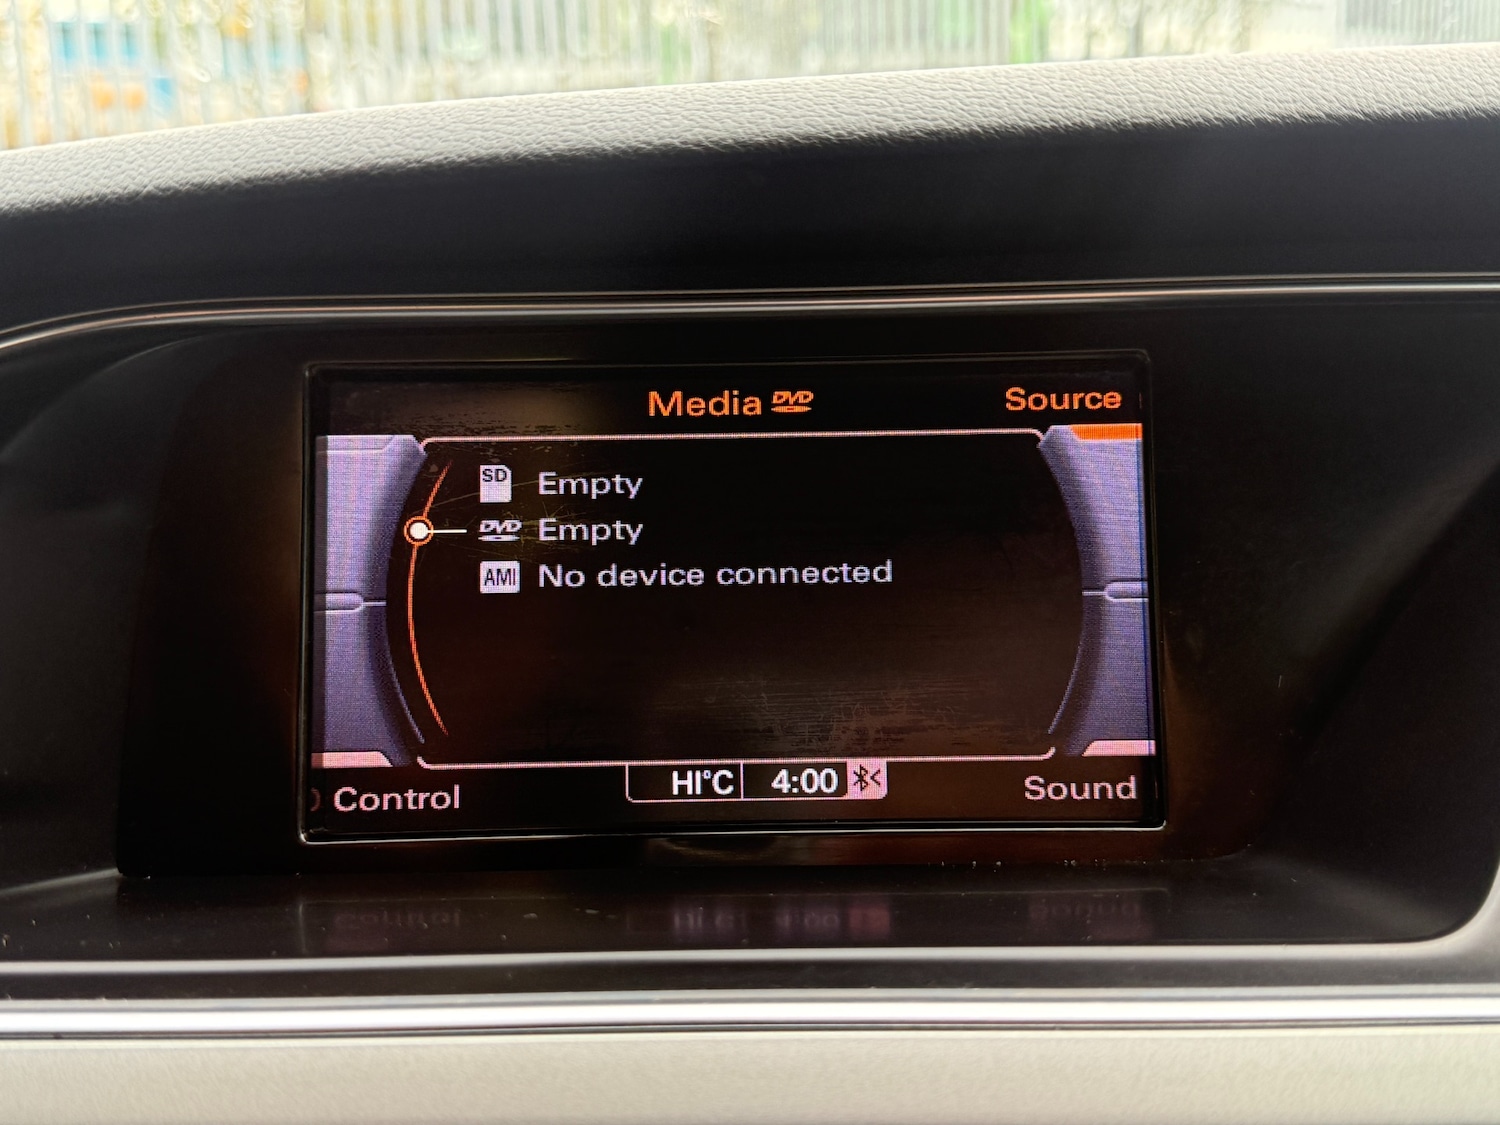 Media DVD
Source
SD Empty
DVD Empty
AMI No device connected
Control
HI°C 4:00
Sound